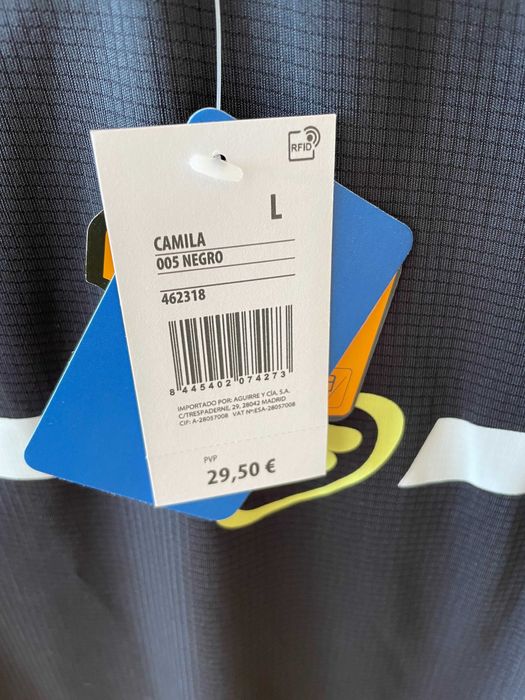 RFID
L
CAMILA
005 NEGRO
462318
8 445402 074273
IMPORTADO POR: AGUIRRE Y CÍA, S.A.
C/TRESPADERNE, 29, 28042 MADRID
CIF: A-28057008 VAT Nº:ESA-28057008
PVP
29,50 €